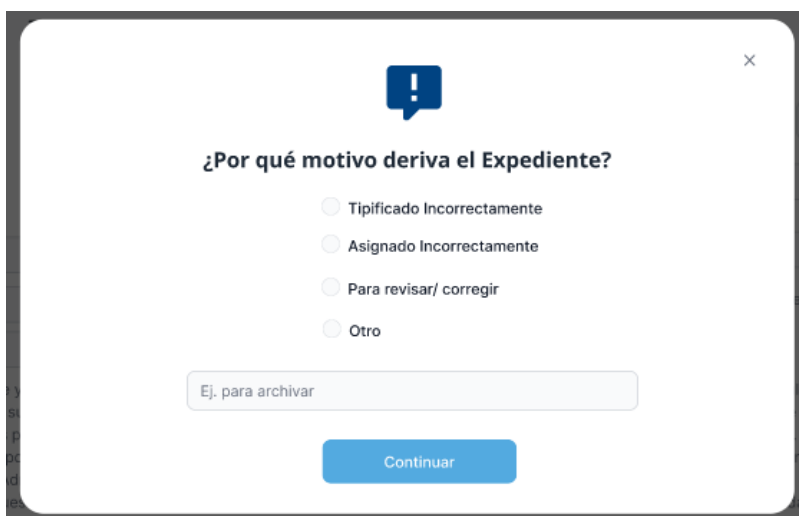 ¿Por qué motivo deriva el Expediente?
Tipificado Incorrectamente
Asignado Incorrectamente
Para revisar/ corregir
Otro
Ej. para archivar
Continuar